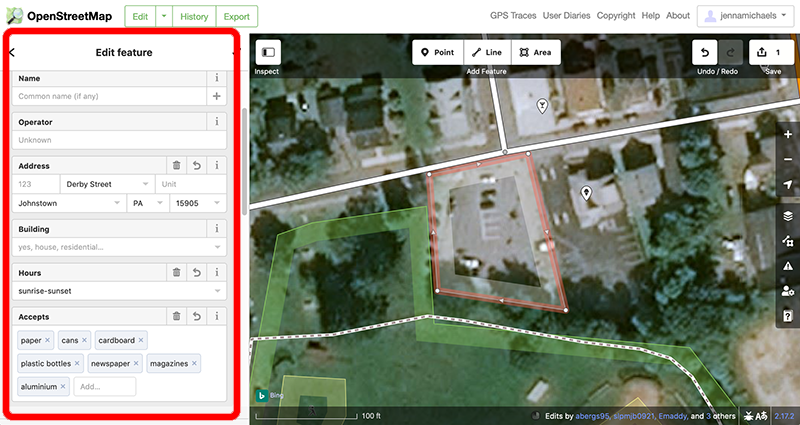 OpenStreetMap
Edit
History
Export
GPS Traces
User Diaries
Copyright
Help
About
jennamichaels
Edit feature
Inspect
Point
Line
Area
Add Feature
Undo / Redo
1
Save
Name
Common name (if any)
Operator
Unknown
Address
123
Derby Street
Unit
Johnstown
PA
15905
Building
yes, house, residential...
Hours
sunrise-sunset
Accepts
paper ×
cans ×
cardboard ×
plastic bottles ×
newspaper ×
magazines ×
aluminium ×
Add...
Bing
100 ft
Edits by abergs95, slpmjb0921, Emaddy, and 3 others
2.17.2